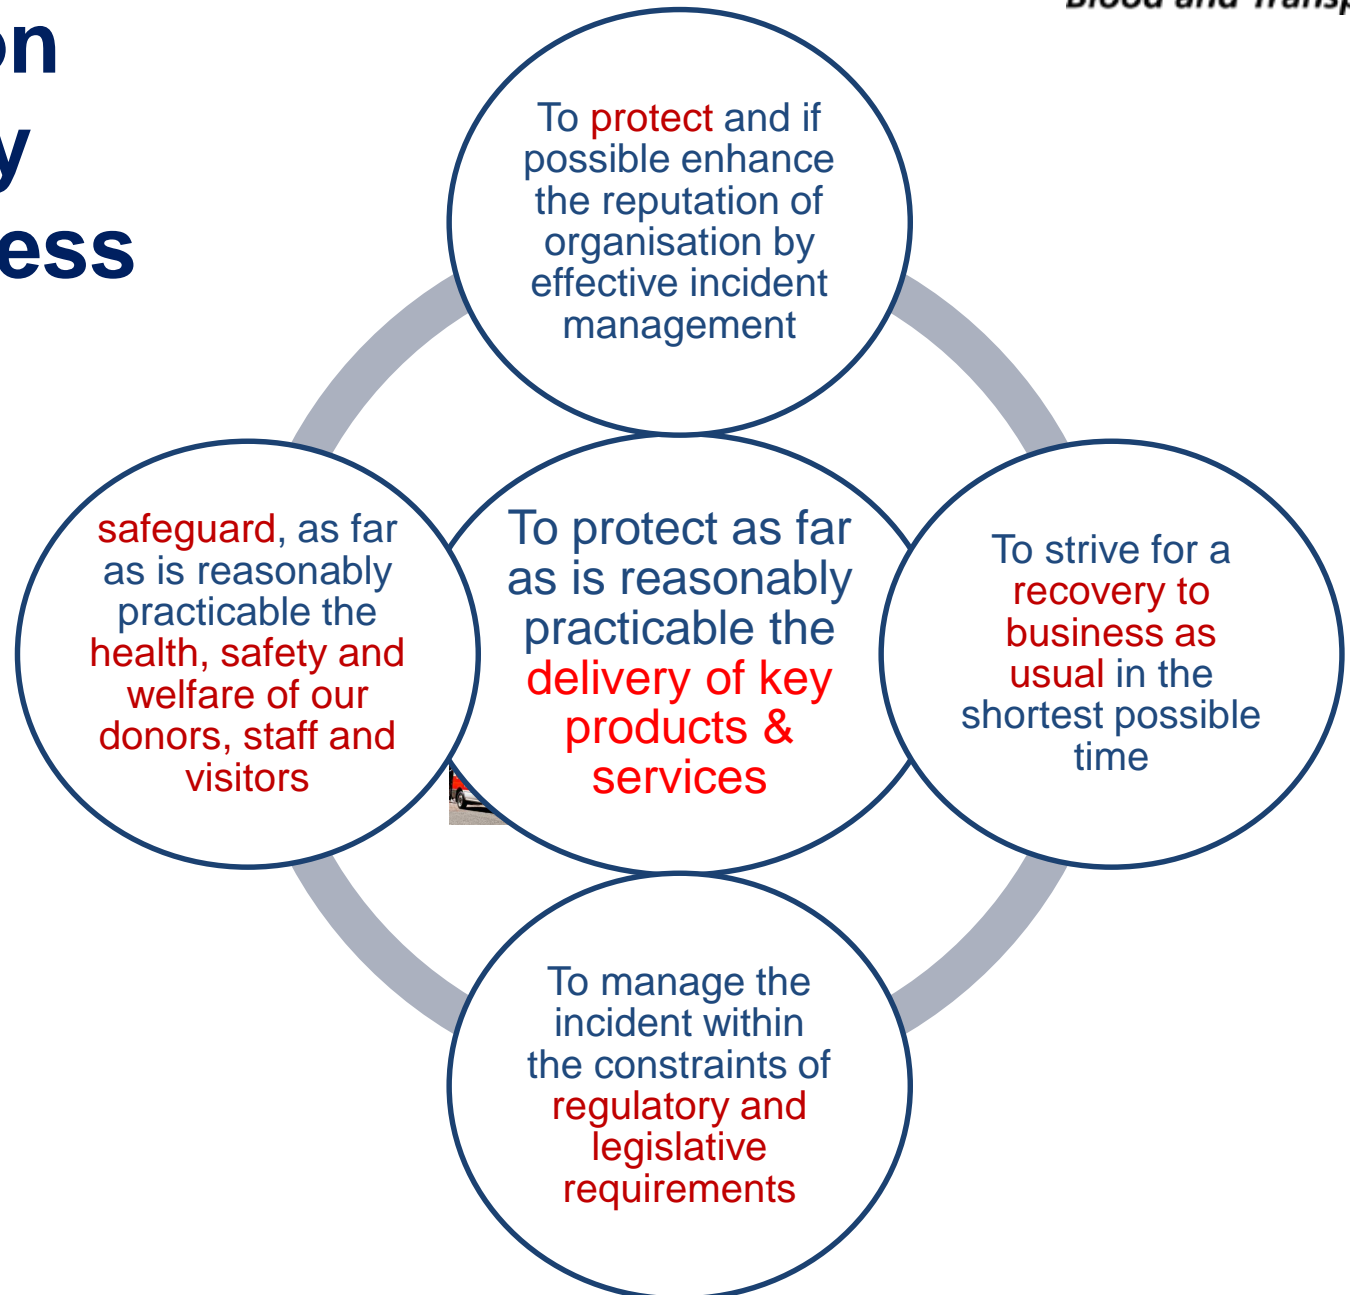 Blood and Transp
on
y
ess
To protect and if
possible enhance
the reputation of
organisation by
effective incident
management
safeguard, as far
as is reasonably
practicable the
health, safety and
welfare of our
donors, staff and
visitors
To protect as far
as is reasonably
practicable the
delivery of key
products &
services
To strive for a
recovery to
business as
usual in the
shortest possible
time
To manage the
incident within
the constraints of
regulatory and
legislative
requirements